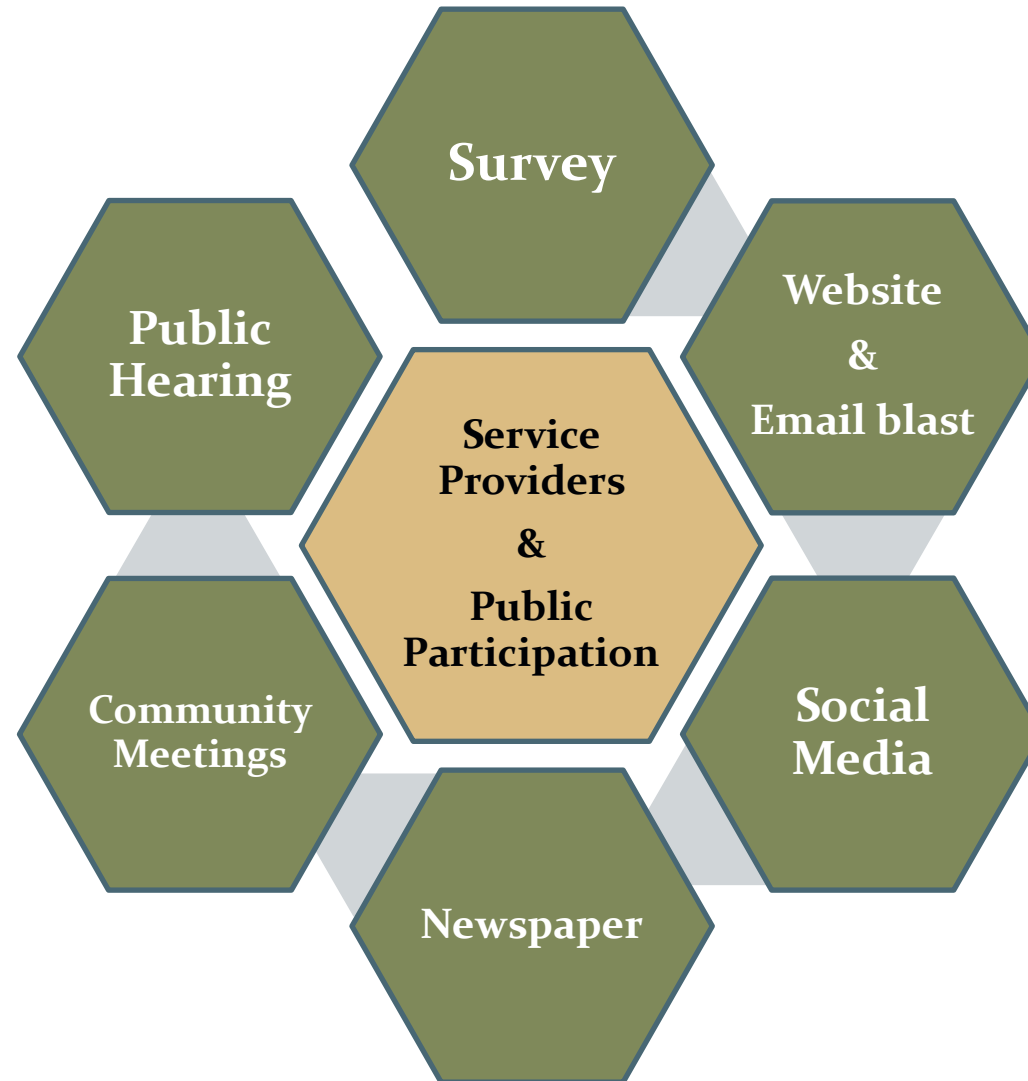 Survey
Website
&
Email blast
Public
Hearing
Service
Providers
&
Public
Participation
Social
Media
Community
Meetings
Newspaper